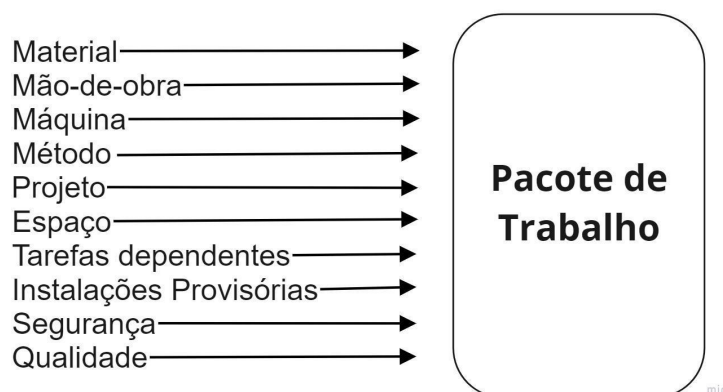 Material
Mão-de-obra
Máquina
Método
Projeto
Espaço
Tarefas dependentes
Instalações Provisórias
Segurança
Qualidade
Pacote de
Trabalho